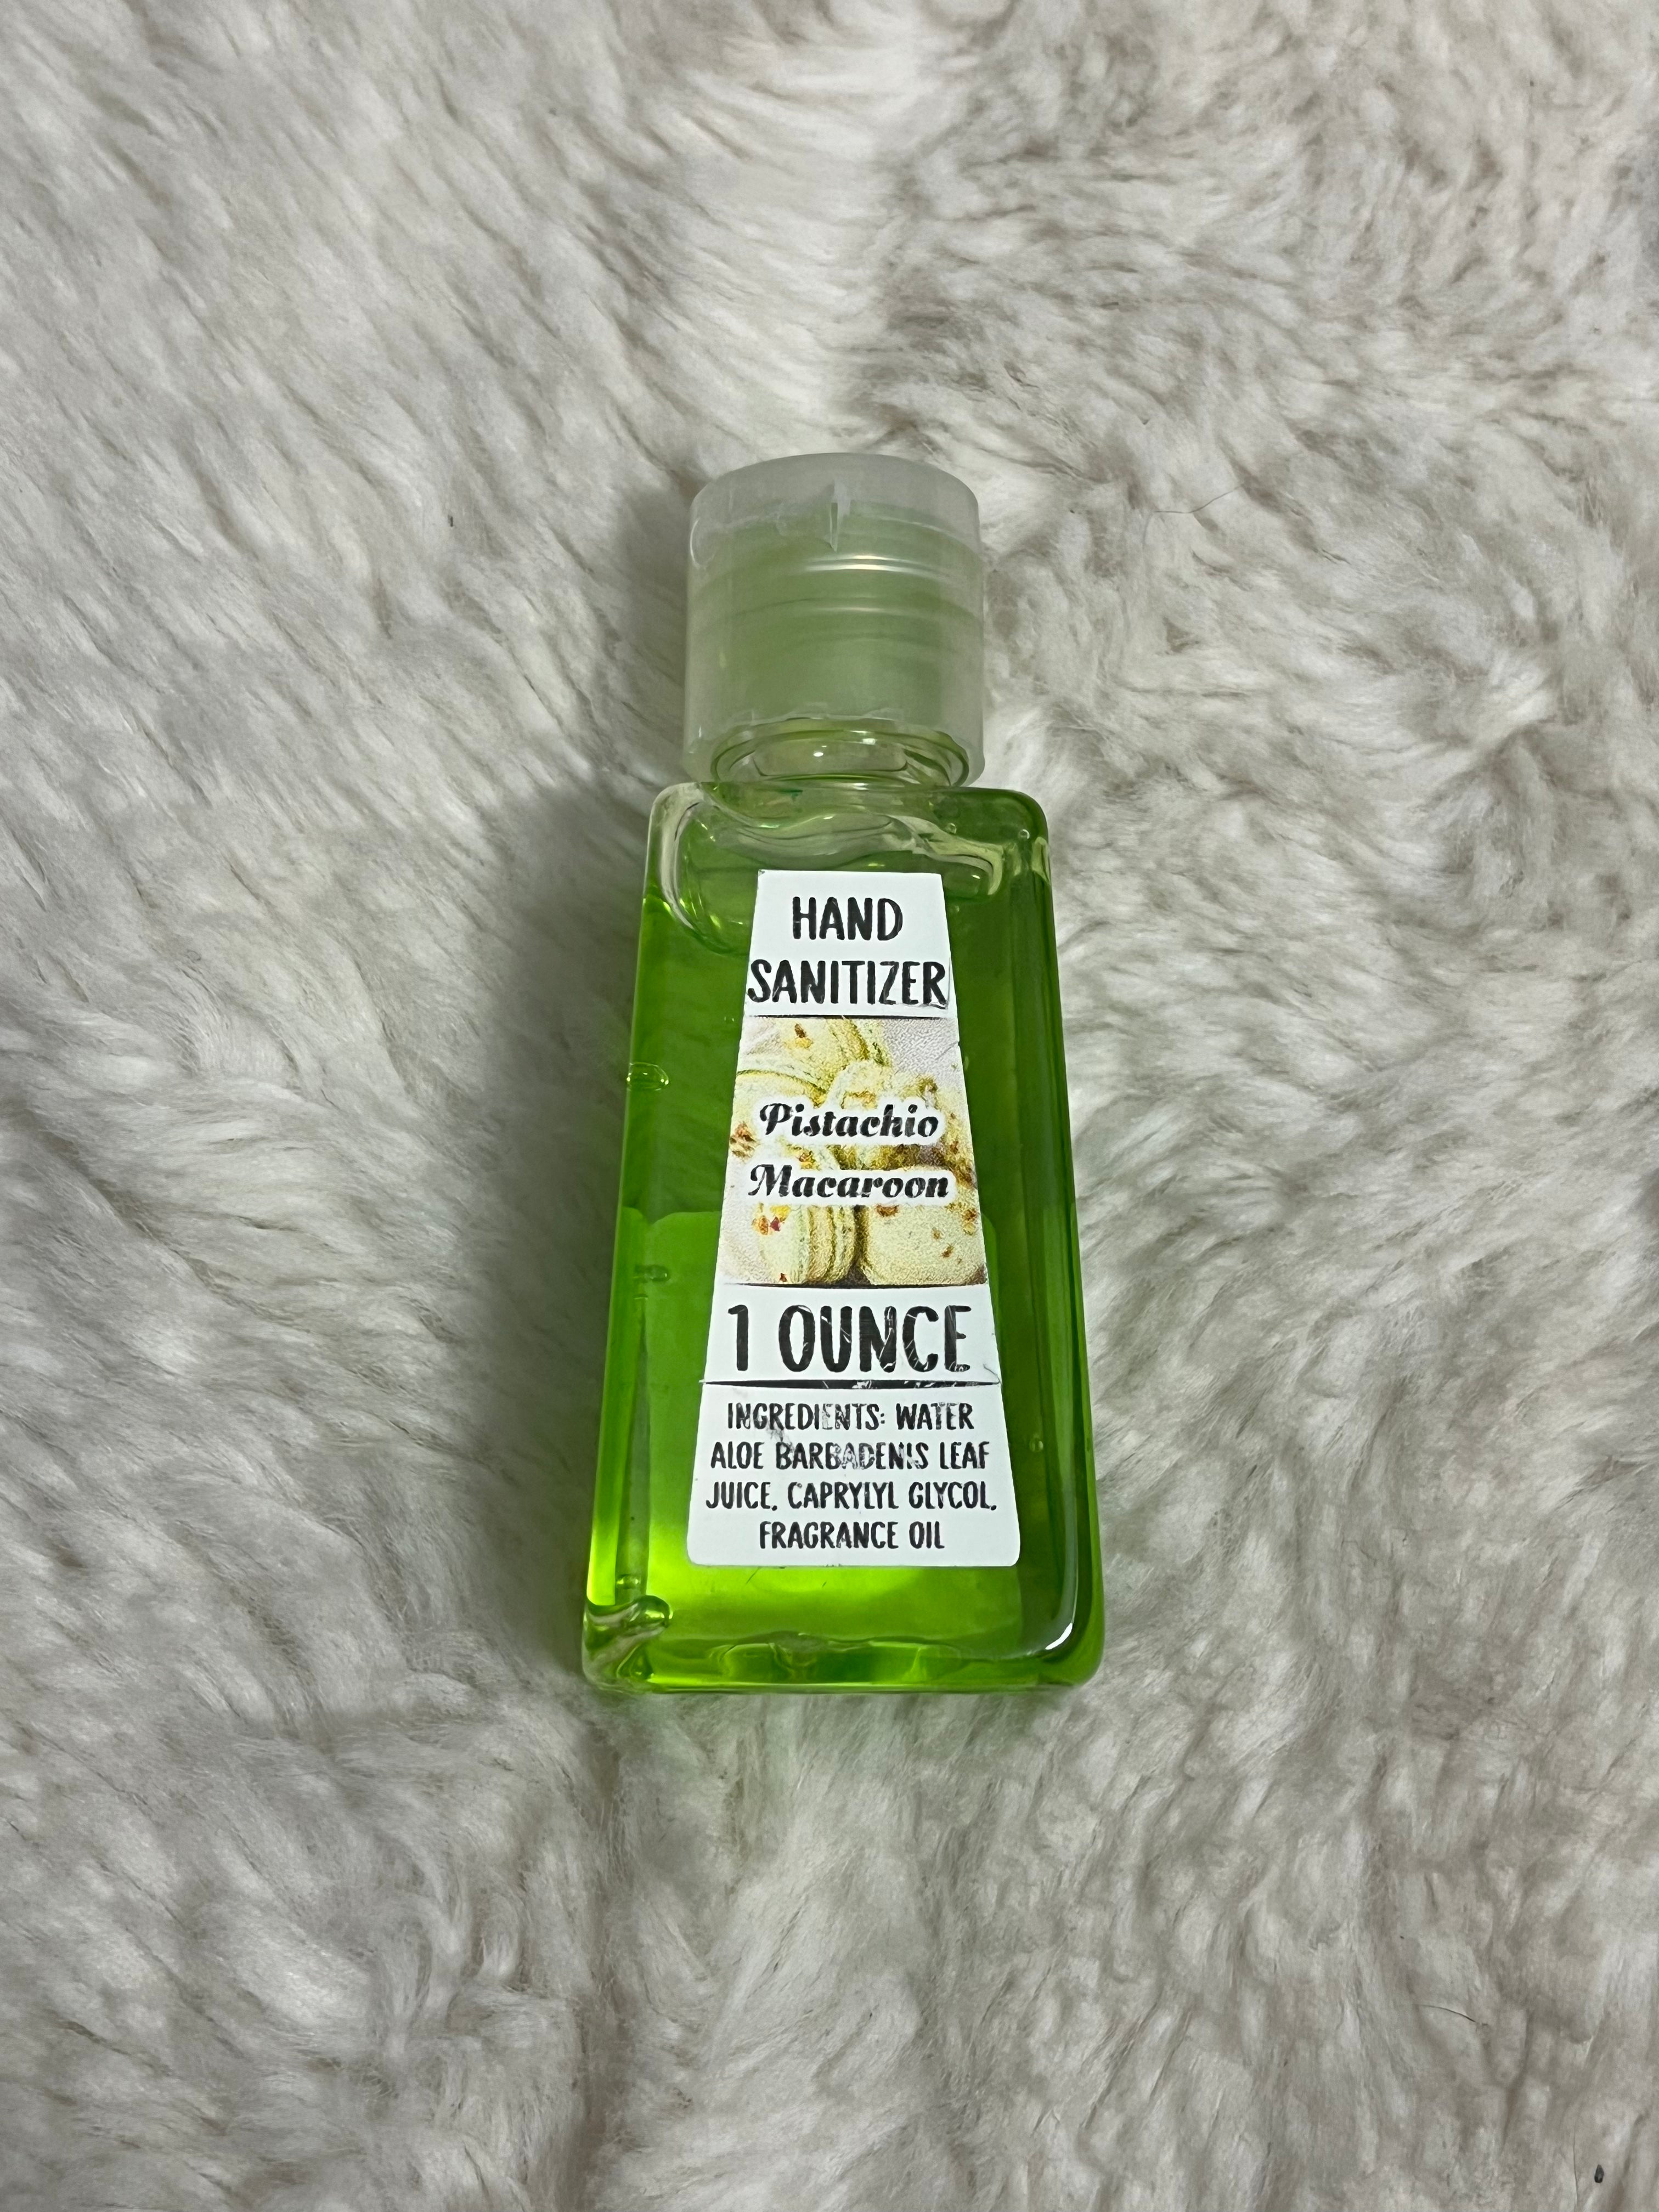 HAND
SANITIZER
Pistachio
Macaroon
1 OUNCE
INGREDIENTS: WATER
ALOE BARBADENIS LEAF
JUICE, CAPRYLYL GLYCOL,
FRAGRANCE OIL